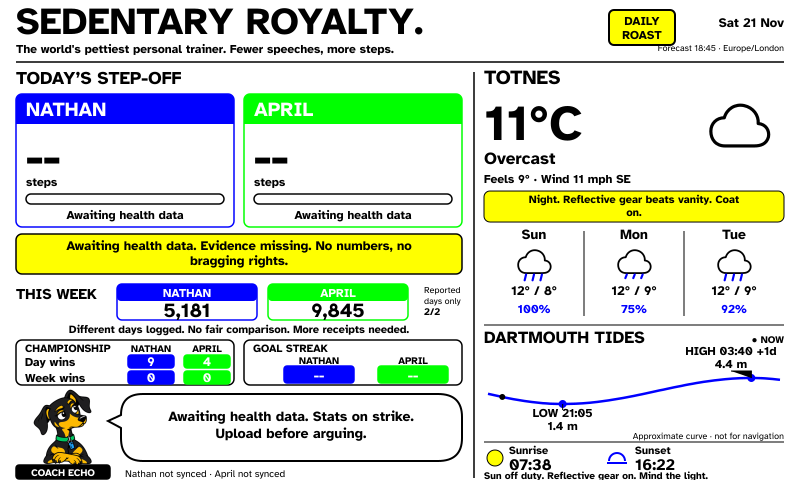 SEDENTARY ROYALTY.
The world's pettiest personal trainer. Fewer speeches, more steps.
DAILY
ROAST
Sat 21 Nov
Forecast 18:45 · Europe/London
TODAY'S STEP-OFF
NATHAN
--
steps
Awaiting health data
APRIL
--
steps
Awaiting health data
Awaiting health data. Evidence missing. No numbers, no
bragging rights.
THIS WEEK
NATHAN
5,181
APRIL
9,845
Reported
days only
2/2
Different days logged. No fair comparison. More receipts needed.
CHAMPIONSHIP NATHAN APRIL
Day wins 9 4
Week wins 0 0
GOAL STREAK
NATHAN APRIL
-- --
Awaiting health data. Stats on strike.
Upload before arguing.
COACH ECHO
Nathan not synced · April not synced
TOTNES
11°C
Overcast
Feels 9° · Wind 11 mph SE
Night. Reflective gear beats vanity. Coat
on.
Sun Mon Tue
12° / 8° 12° / 9° 12° / 9°
100% 75% 92%
DARTMOUTH TIDES
• NOW
HIGH 03:40 +1d
4.4 m
LOW 21:05
1.4 m
Approximate curve · not for navigation
Sunrise
07:38
Sunset
16:22
Sun off duty. Reflective gear on. Mind the light.